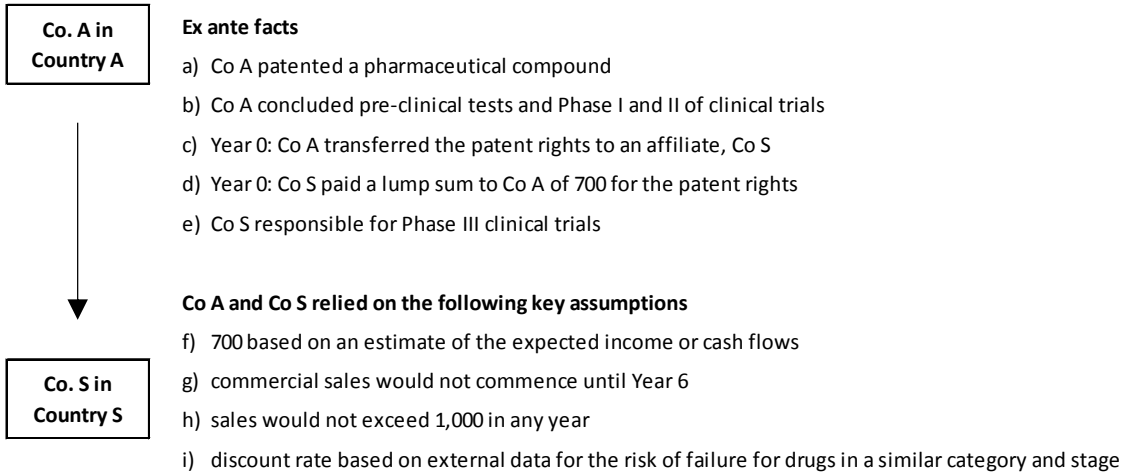 Co. A in
Country A
Ex ante facts
a) Co A patented a pharmaceutical compound
b) Co A concluded pre-clinical tests and Phase I and II of clinical trials
c) Year 0: Co A transferred the patent rights to an affiliate, Co S
d) Year 0: Co S paid a lump sum to Co A of 700 for the patent rights
e) Co S responsible for Phase III clinical trials
Co A and Co S relied on the following key assumptions
f) 700 based on an estimate of the expected income or cash flows
Co. S in
Country S
g) commercial sales would not commence until Year 6
h) sales would not exceed 1,000 in any year
i) discount rate based on external data for the risk of failure for drugs in a similar category and stage